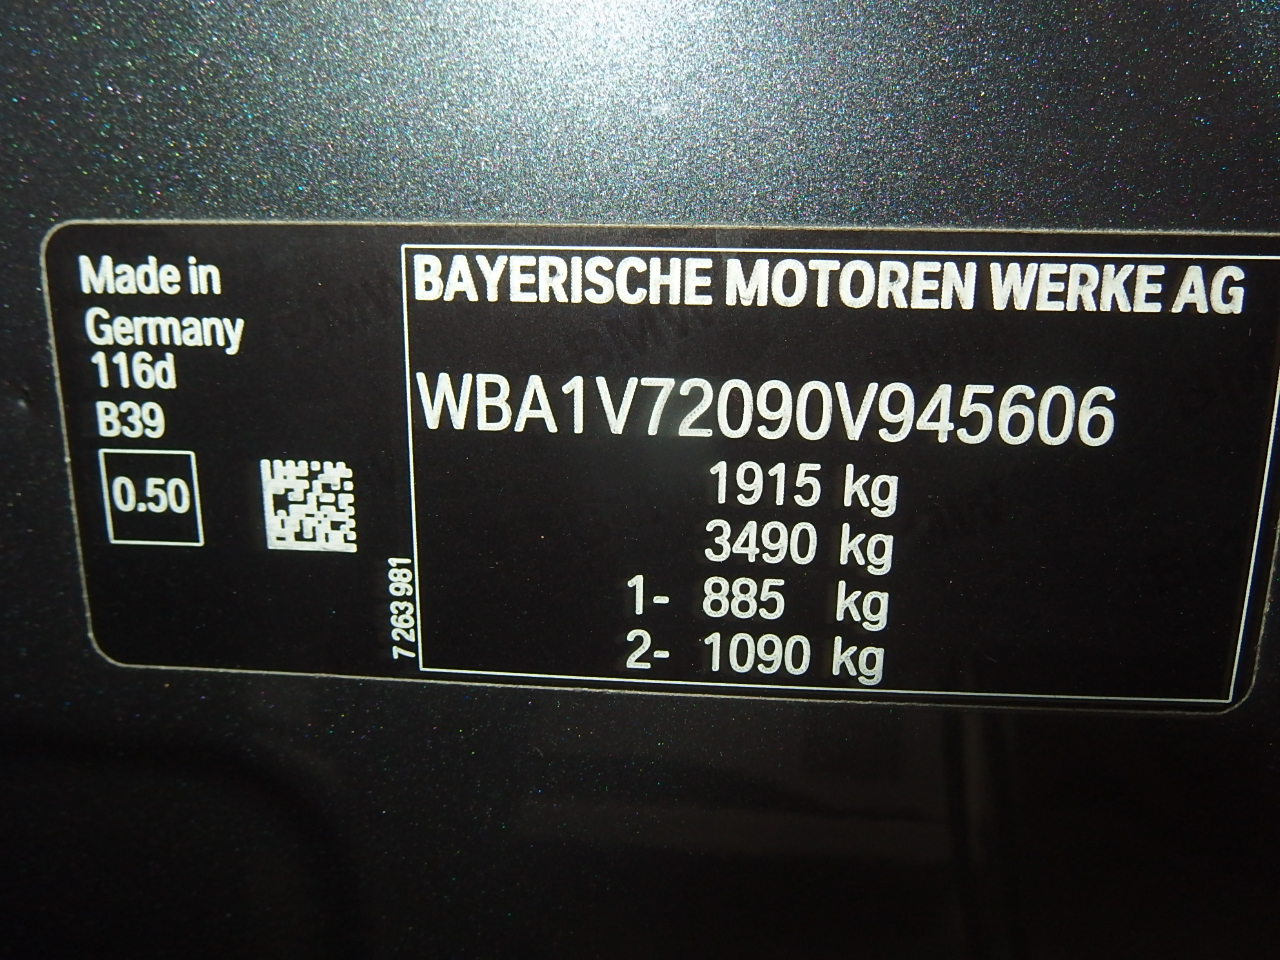 Made in
Germany
116d
B39
0.50
7 263 981
BAYERISCHE MOTOREN WERKE AG
WBA1V72090V945606
1915 kg
3490 kg
1- 885 kg
2- 1090 kg